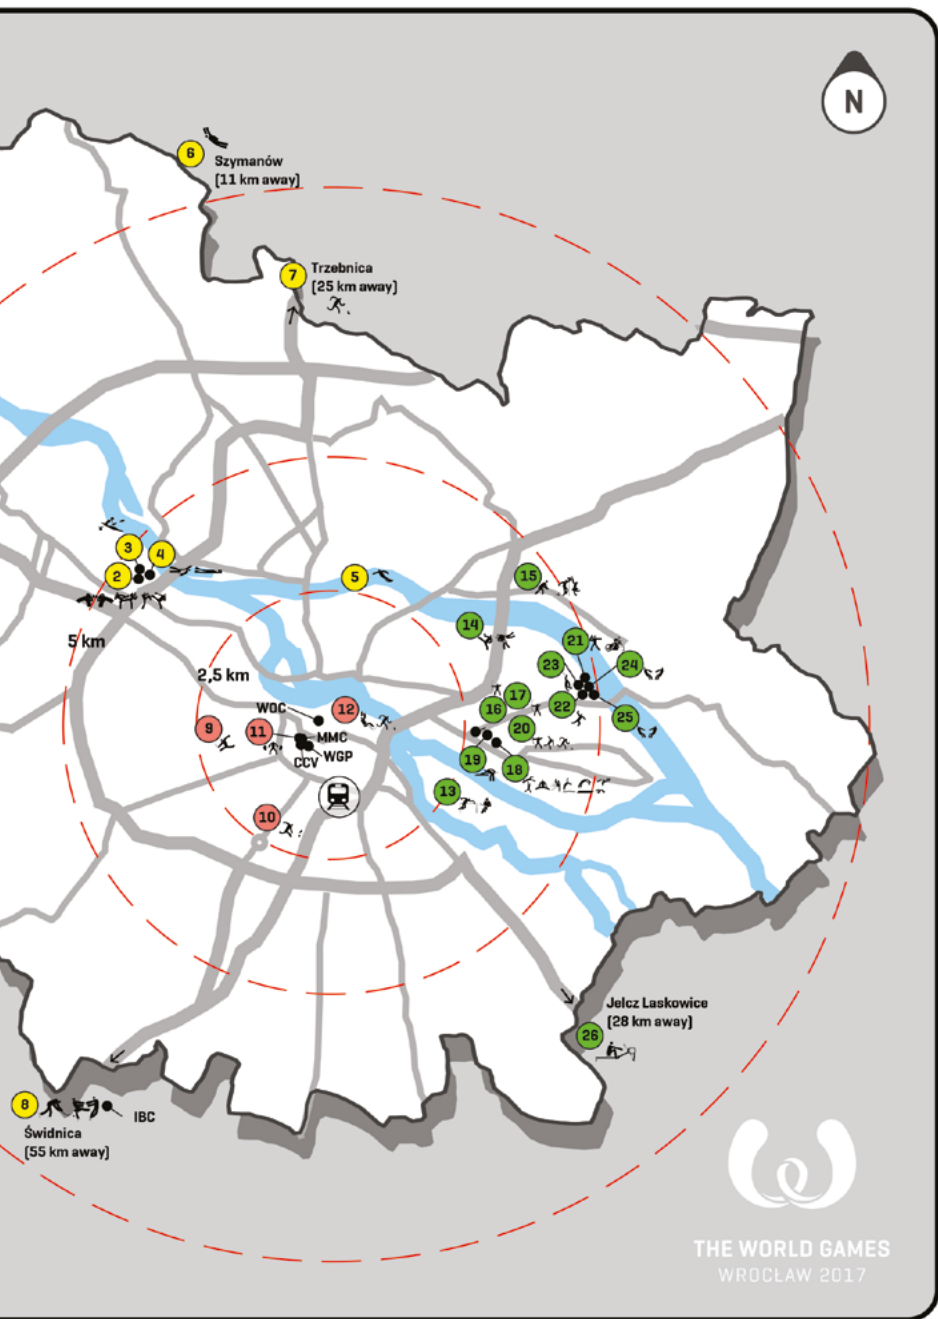 N
6
Szymanów
[11 km away]
7
Trzebnica
[25 km away]
3
4
2
5
15
14
21
5 km
23
24
2,5 km
17
WOC
12
16
22
25
9
11
MMC
20
WGP
CCV
19
18
13
10
Jelcz Laskowice
[28 km away]
26
8
IBC
Świdnica
[55 km away]
THE WORLD GAMES
WROCŁAW 2017